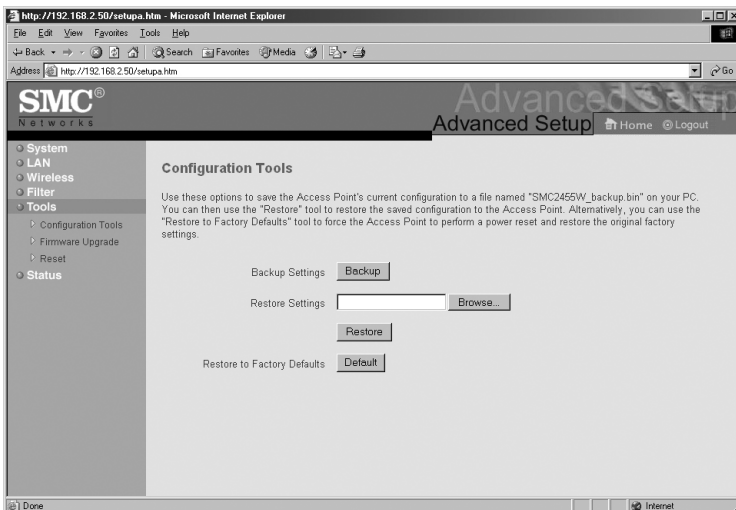 http://192.168.2.50/setupa.htm - Microsoft Internet Explorer
File Edit View Favorites Tools Help
Back Search Favorites Media
Address http://192.168.2.50/setupa.htm Go
SMC®
Networks
Advanced Setup
Advanced Setup
Home Logout
System
LAN
Wireless
Filter
Tools
Configuration Tools
Firmware Upgrade
Reset
Status
Configuration Tools
Use these options to save the Access Point's current configuration to a file named "SMC2455W_backup.bin" on your PC.
You can then use the "Restore" tool to restore the saved configuration to the Access Point. Alternatively, you can use the
"Restore to Factory Defaults" tool to force the Access Point to perform a power reset and restore the original factory
settings.
Backup Settings Backup
Restore Settings Browse...
Restore
Restore to Factory Defaults Default
Done Internet